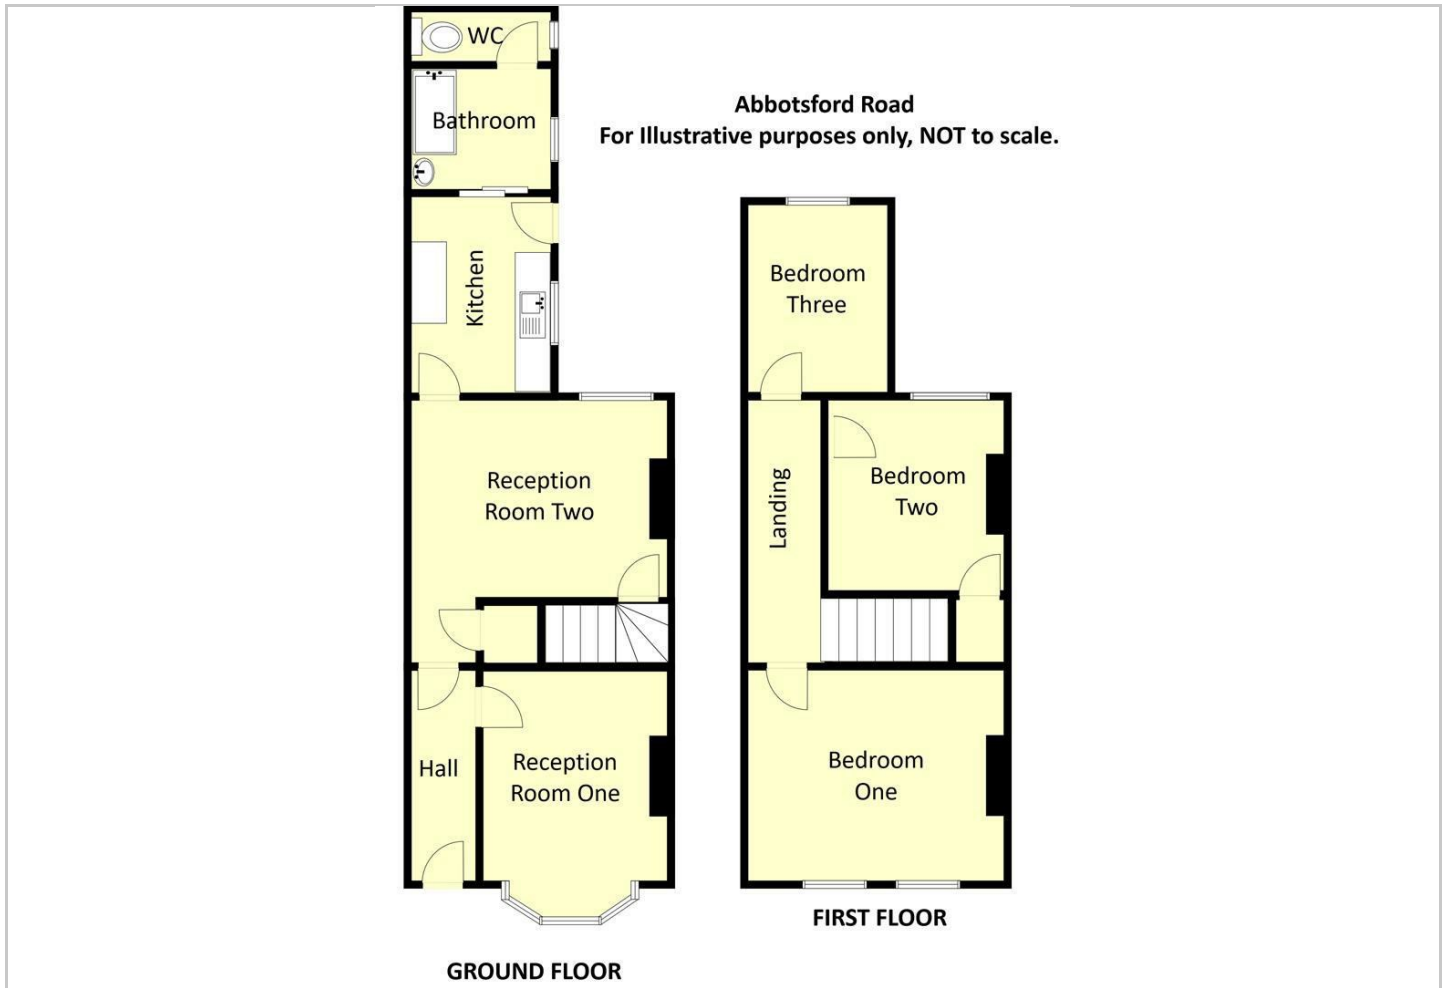 WC
Bathroom
Abbotsford Road
For Illustrative purposes only, NOT to scale.
Kitchen
Bedroom
Three
Reception
Room Two
Landing
Bedroom
Two
Hall
Reception
Room One
Bedroom
One
FIRST FLOOR
GROUND FLOOR